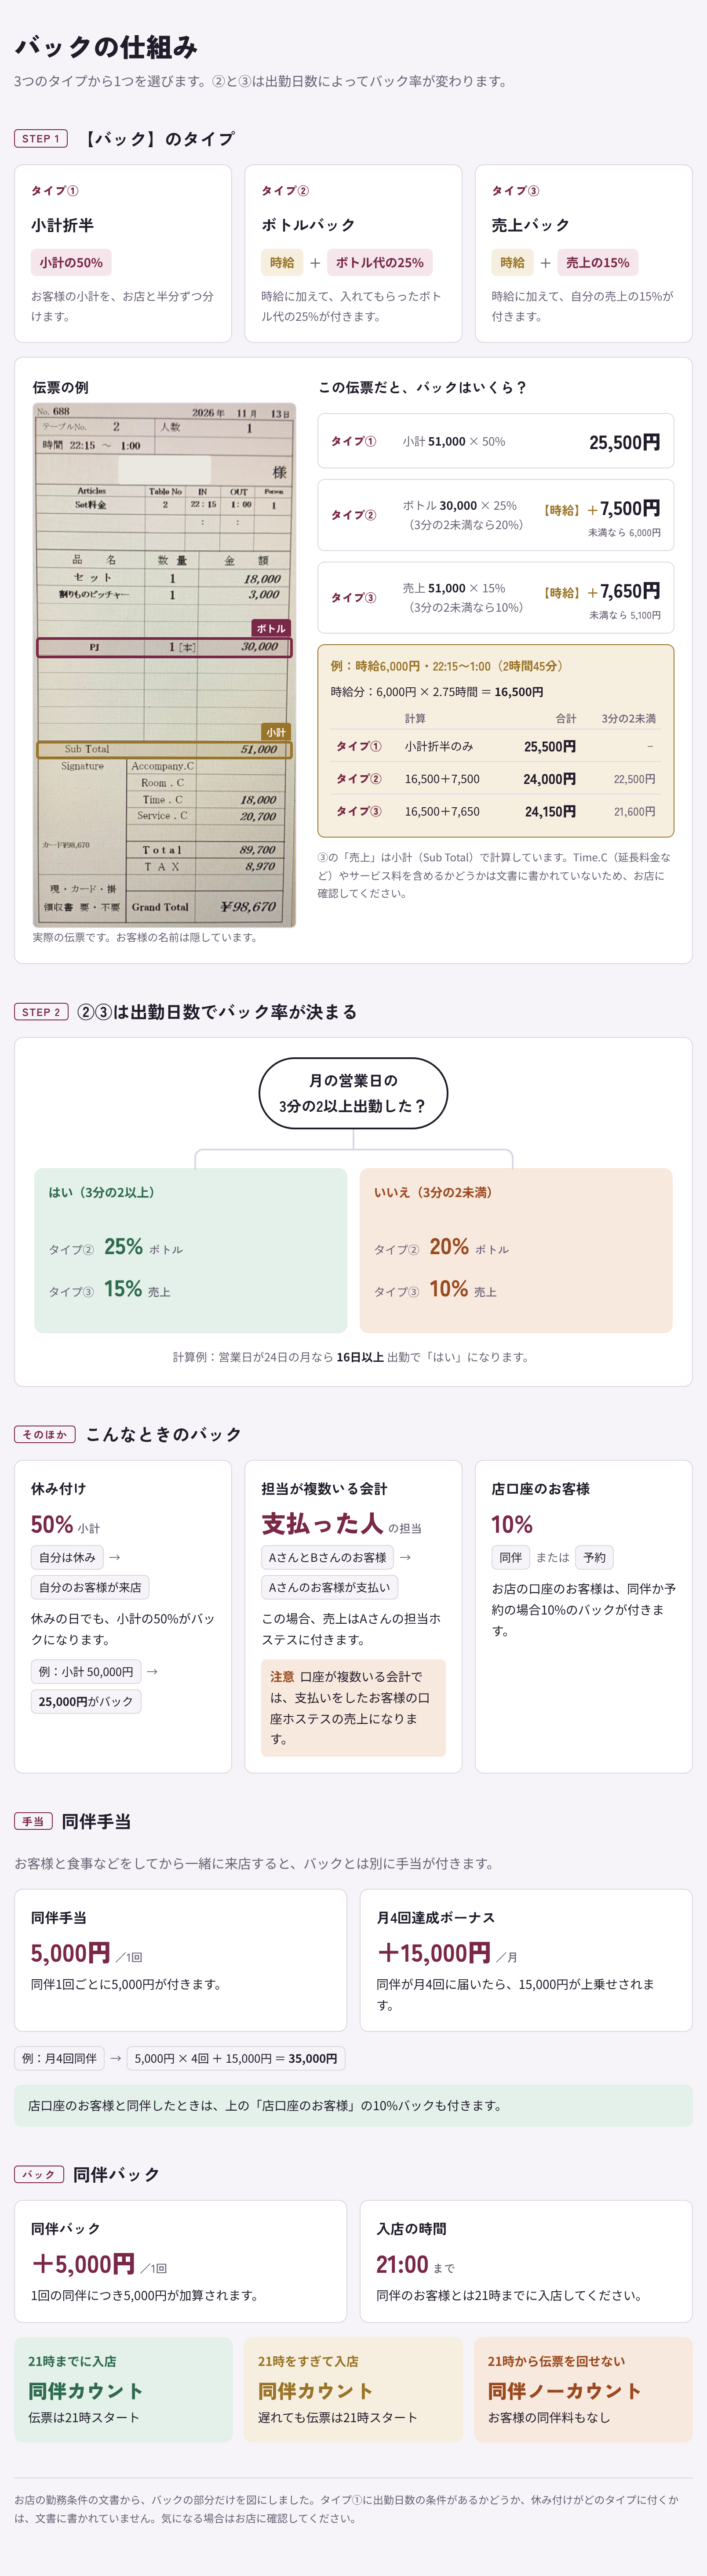 バックの仕組み
3つのタイプから1つを選びます。②と③は出勤日数によってバック率が変わります。
STEP 1 【バック】のタイプ
タイプ①
小計折半
小計の50%
お客様の小計を、お店と半分ずつ分
けます。
タイプ②
ボトルバック
時給 + ボトル代の25%
時給に加えて、入れてもらったボト
ル代の25%が付きます。
タイプ③
売上バック
時給 + 売上の15%
時給に加えて、自分の売上の15%が
付きます。
伝票の例
No. 688 2026 年 11 月 13日
テーブルNo. 2 人数 1
時間 22:15 ～ 1:00
様
Articles Table No IN OUT Person
Set料金 2 22:15 1:00 1
: :
品 名 数 量 金 額
セ ッ ト 1 18,000
割りものピッチャー 1 3,000
ボトル
PJ 1 [本] 30,000
小計
Sub Total 51,000
Signature Accompany.C
Room . C
Time . C 18,000
Service . C 20,700
カード¥98,670
Total 89,700
TAX 8,970
現・カード・掛
領収書 要・不要 Grand Total ¥98,670
実際の伝票です。お客様の名前は隠しています。
この伝票だと、バックはいくら？
タイプ① 小計 51,000 × 50% 25,500円
タイプ② ボトル 30,000 × 25% 【時給】＋7,500円
（3分の2未満なら20%） 未満なら 6,000円
タイプ③ 売上 51,000 × 15% 【時給】＋7,650円
（3分の2未満なら10%） 未満なら 5,100円
例：時給6,000円・22:15〜1:00（2時間45分）
時給分：6,000円 × 2.75時間 ＝ 16,500円
計算 合計 3分の2未満
タイプ① 小計折半のみ 25,500円 –
タイプ② 16,500＋7,500 24,000円 22,500円
タイプ③ 16,500＋7,650 24,150円 21,600円
③の「売上」は小計（Sub Total）で計算しています。Time.C（延長料金な
ど）やサービス料を含めるかどうかは文書に書かれていないため、お店に
確認してください。
STEP 2 ②③は出勤日数でバック率が決まる
月の営業日の
3分の2以上出勤した？
はい（3分の2以上）
タイプ② 25% ボトル
タイプ③ 15% 売上
いいえ（3分の2未満）
タイプ② 20% ボトル
タイプ③ 10% 売上
計算例：営業日が24日の月なら 16日以上 出勤で「はい」になります。
そのほか こんなときのバック
休み付け
50% 小計
自分は休み →
自分のお客様が来店
休みの日でも、小計の50%がバッ
クになります。
例：小計 50,000円 →
25,000円がバック
担当が複数いる会計
支払った人 の担当
AさんとBさんのお客様 →
Aさんのお客様が支払い
この場合、売上はAさんの担当ホ
ステスに付きます。
注意 口座が複数いる会計で
は、支払いをしたお客様の口
座ホステスの売上になりま
す。
店口座のお客様
10%
同伴 または 予約
お店の口座のお客様は、同伴か予
約の場合10%のバックが付きま
す。
手当 同伴手当
お客様と食事などをしてから一緒に来店すると、バックとは別に手当が付きます。
同伴手当
5,000円 ／1回
同伴1回ごとに5,000円が付きます。
月4回達成ボーナス
＋15,000円 ／月
同伴が月4回に届いたら、15,000円が上乗せされま
す。
例：月4回同伴 → 5,000円 × 4回 ＋ 15,000円 ＝ 35,000円
店口座のお客様と同伴したときは、上の「店口座のお客様」の10%バックも付きます。
バック 同伴バック
同伴バック
＋5,000円 ／1回
1回の同伴につき5,000円が加算されます。
入店の時間
21:00 まで
同伴のお客様とは21時までに入店してください。
21時までに入店
同伴カウント
伝票は21時スタート
21時をすぎて入店
同伴カウント
遅れても伝票は21時スタート
21時から伝票を回せない
同伴ノーカウント
お客様の同伴料もなし
お店の勤務条件の文書から、バックの部分だけを図にしました。タイプ①に出勤日数の条件があるかどうか、休み付けがどのタイプに付くか
は、文書に書かれていません。気になる場合はお店に確認してください。